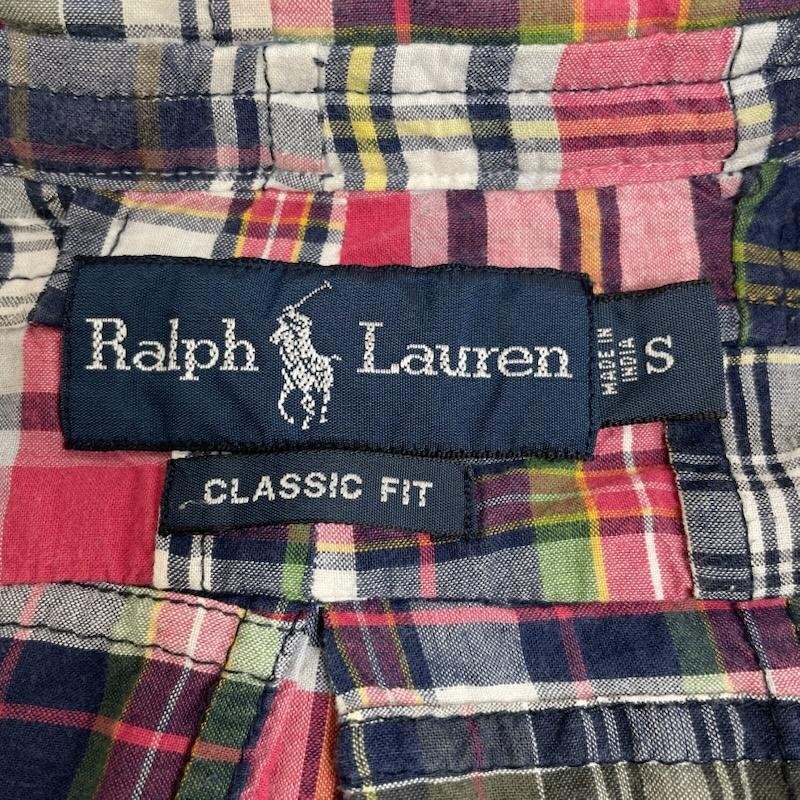 Ralph Lauren
MADE IN
INDIA
S
CLASSIC FIT